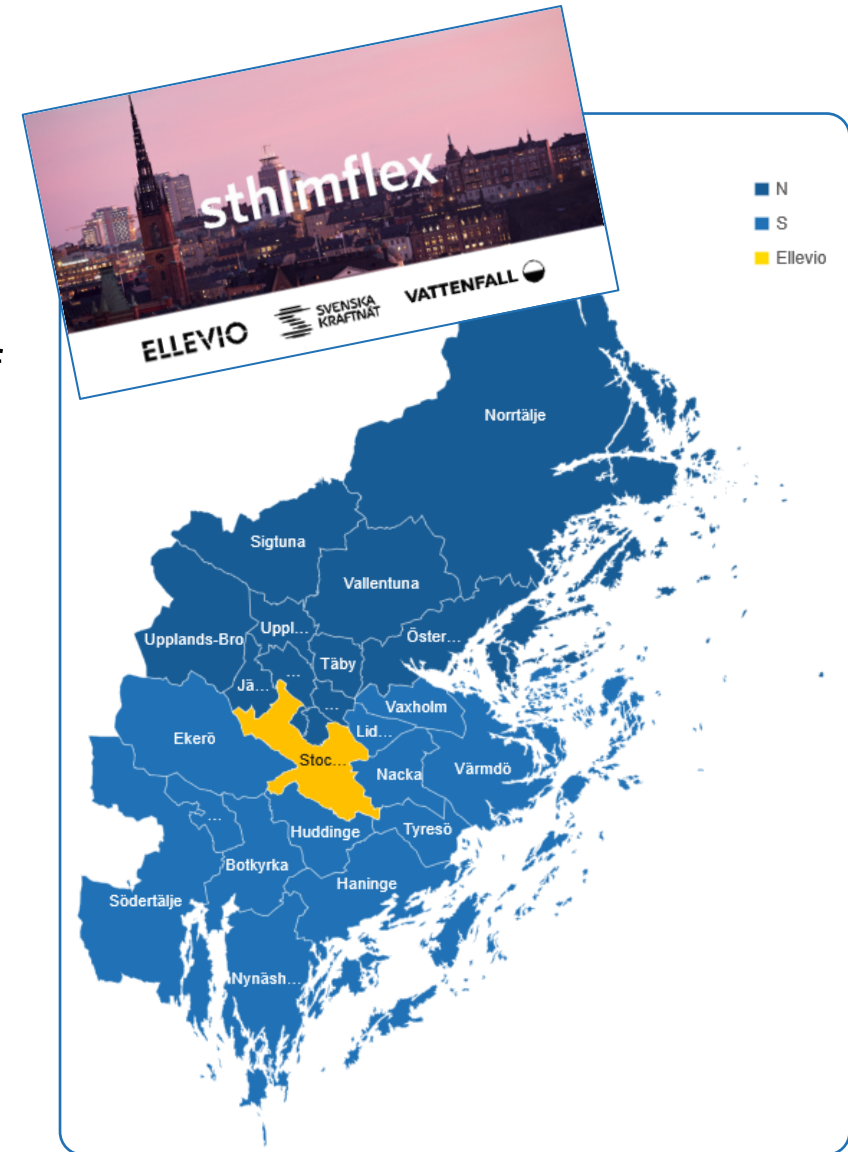 sthlmflex
ELLEVIO
SVENSKA
KRAFTNÄT
VATTENFALL
N
S
Ellevio
Norrtälje
Sigtuna
Vallentuna
Uppl...
Upplands-Bro
Öster...
Täby
...
Jä...
...
Vaxholm
Ekerö
Lid...
Stoc...
Nacka
Värmdö
...
Huddinge
Tyresö
Botkyrka
Haninge
Södertälje
Nynäsh...